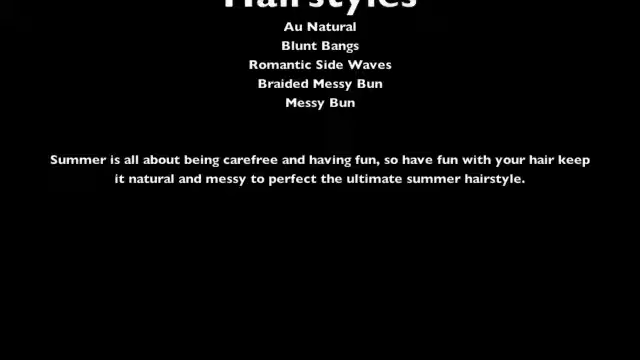 Hairstyles
Au Natural
Blunt Bangs
Romantic Side Waves
Braided Messy Bun
Messy Bun
Summer is all about being carefree and having fun, so have fun with your hair keep
it natural and messy to perfect the ultimate summer hairstyle.